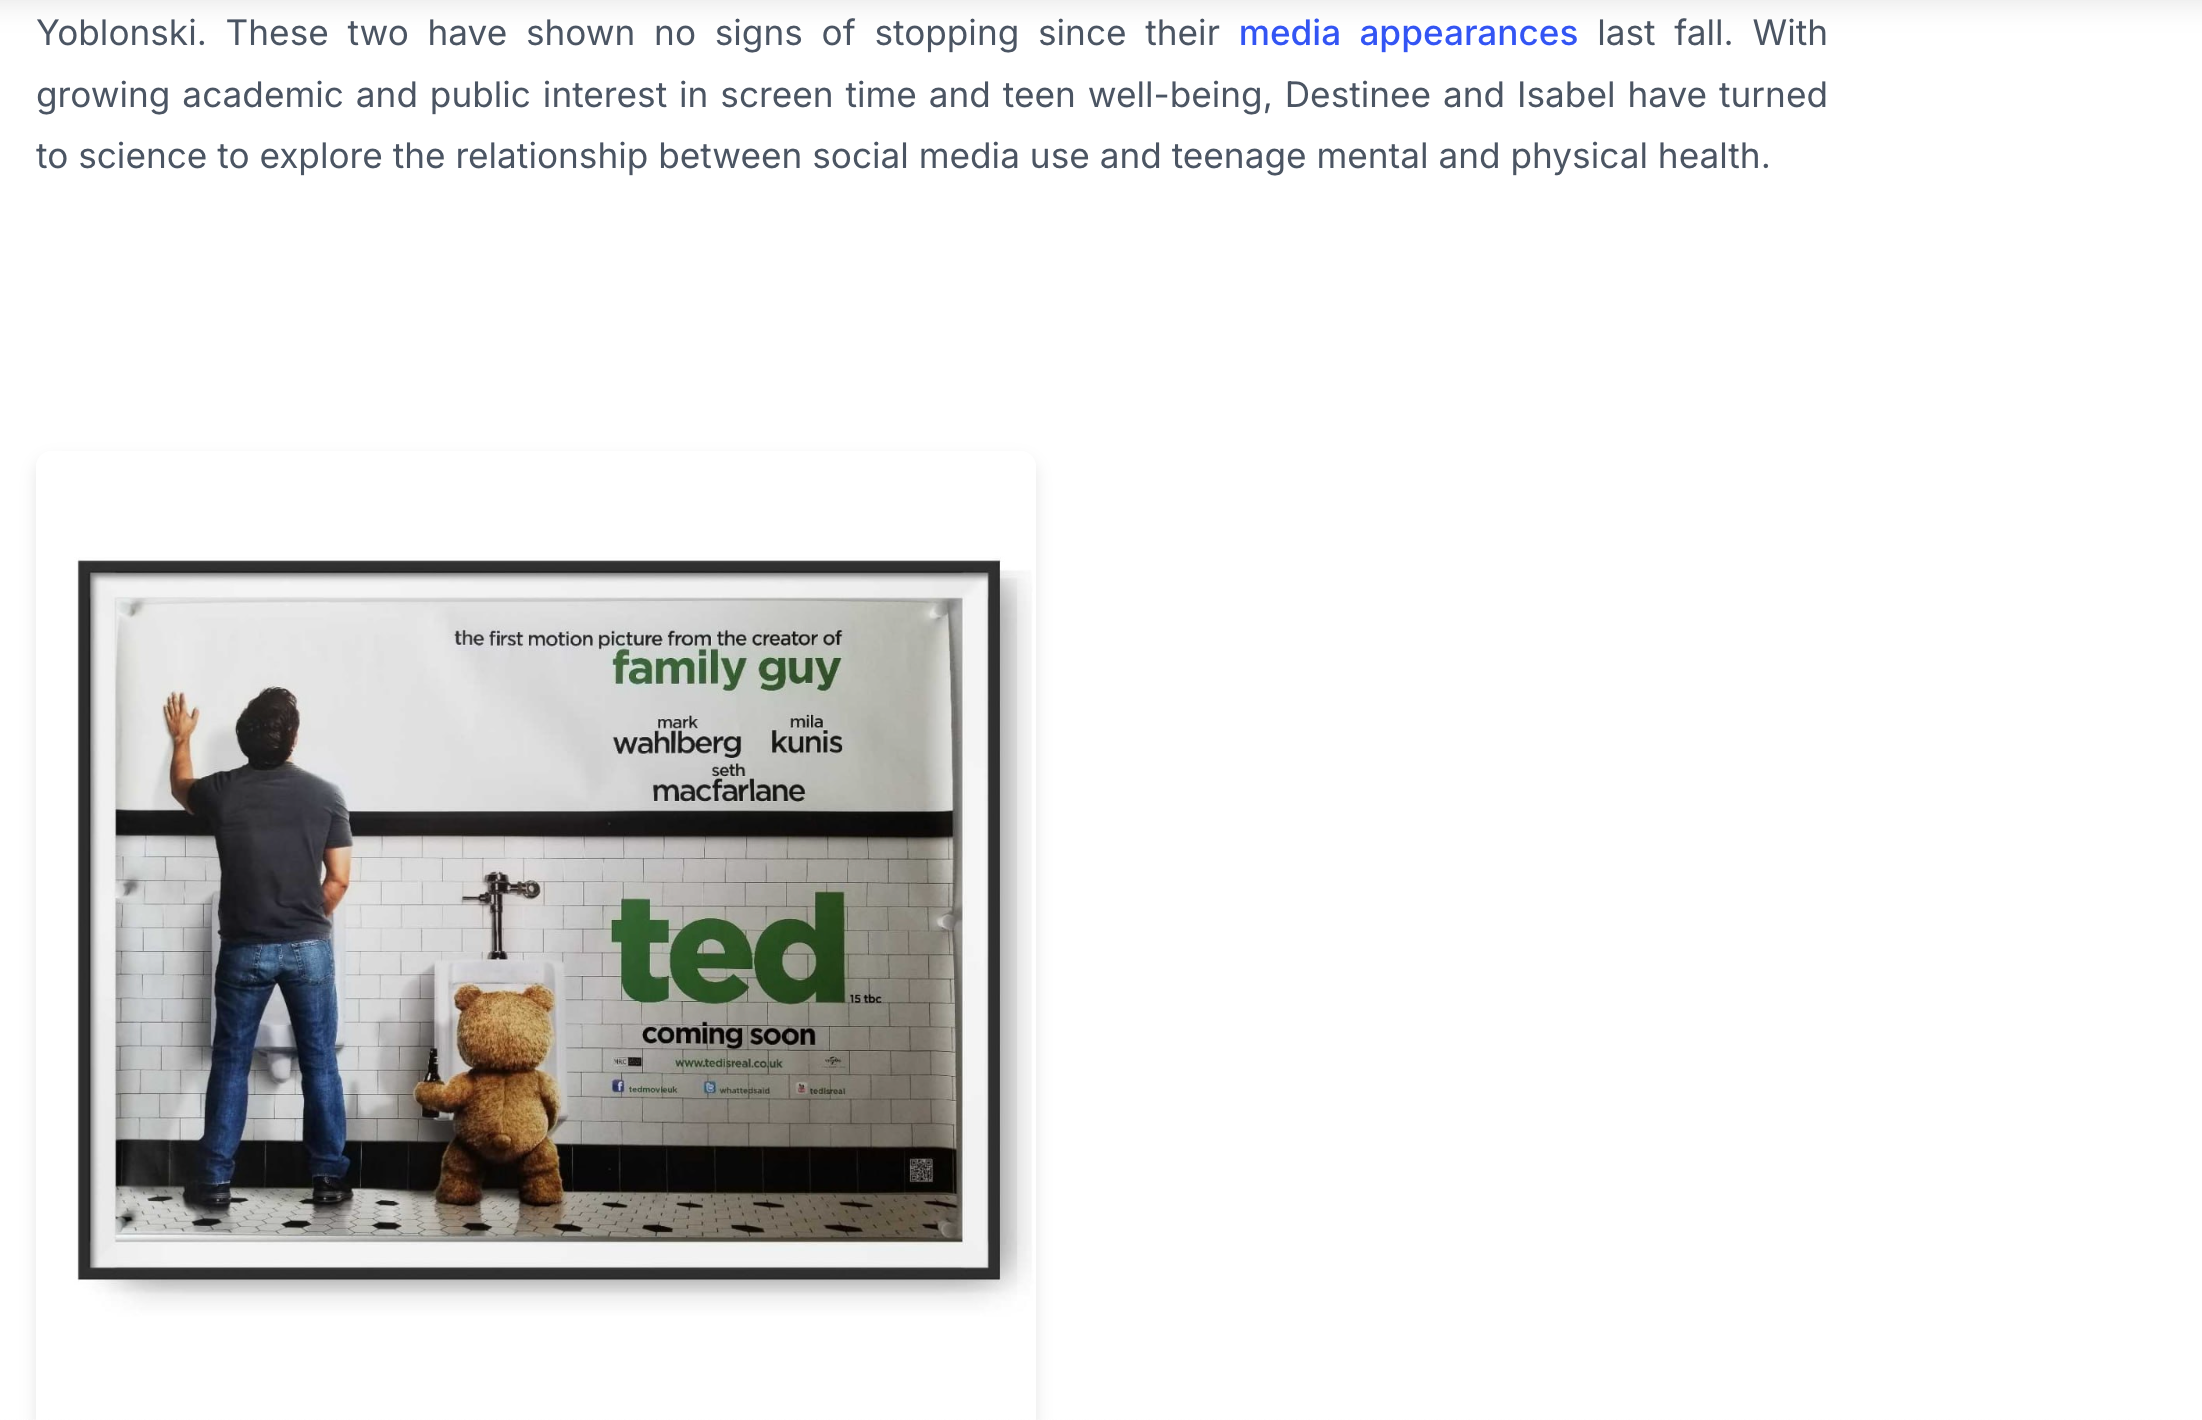 Yoblonski. These two have shown no signs of stopping since their media appearances last fall. With
growing academic and public interest in screen time and teen well-being, Destinee and Isabel have turned
to science to explore the relationship between social media use and teenage mental and physical health.
the first motion picture from the creator of
family guy
mark wahlberg
mila kunis
seth
macfarlane
ted
15 tbc
coming soon
www.tedisreal.co.uk
tedmovieuk
whattedsaid
tedisreal